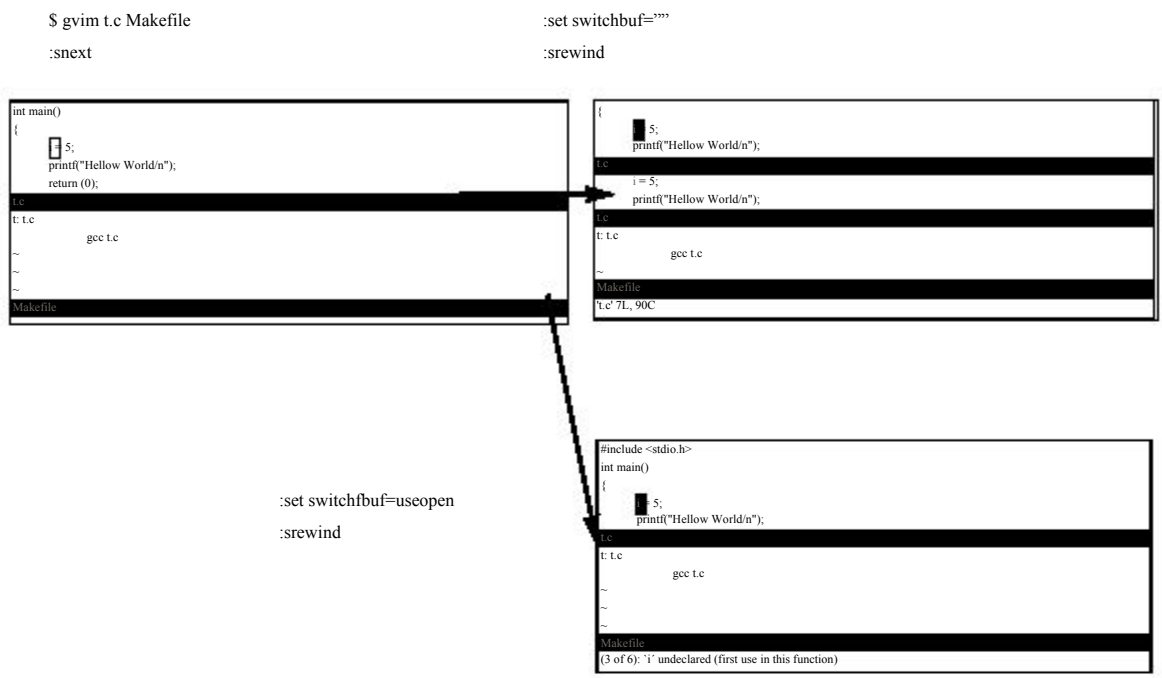 $ gvim t.c Makefile
:snext
:set switchbuf=””
:srewind
int main()
{
i = 5;
printf("Hellow World/n");
return (0);
t.c
t: t.c
gcc t.c
~
~
~
Makefile
{
i = 5;
printf("Hellow World/n");
t.c
i = 5;
printf("Hellow World/n");
t.c
t: t.c
gcc t.c
~
Makefile
't.c' 7L, 90C
:set switchfbuf=useopen
:srewind
#include <stdio.h>
int main()
{
i = 5;
printf("Hellow World/n");
t.c
t: t.c
gcc t.c
~
~
~
Makefile
(3 of 6): `i´ undeclared (first use in this function)